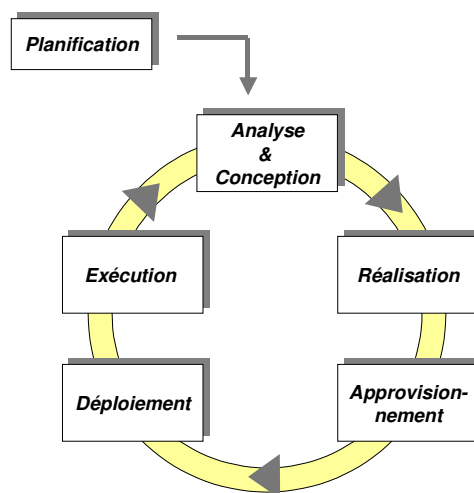 Planification
Analyse
&
Conception
Exécution
Réalisation
Déploiement
Approvision-
nement